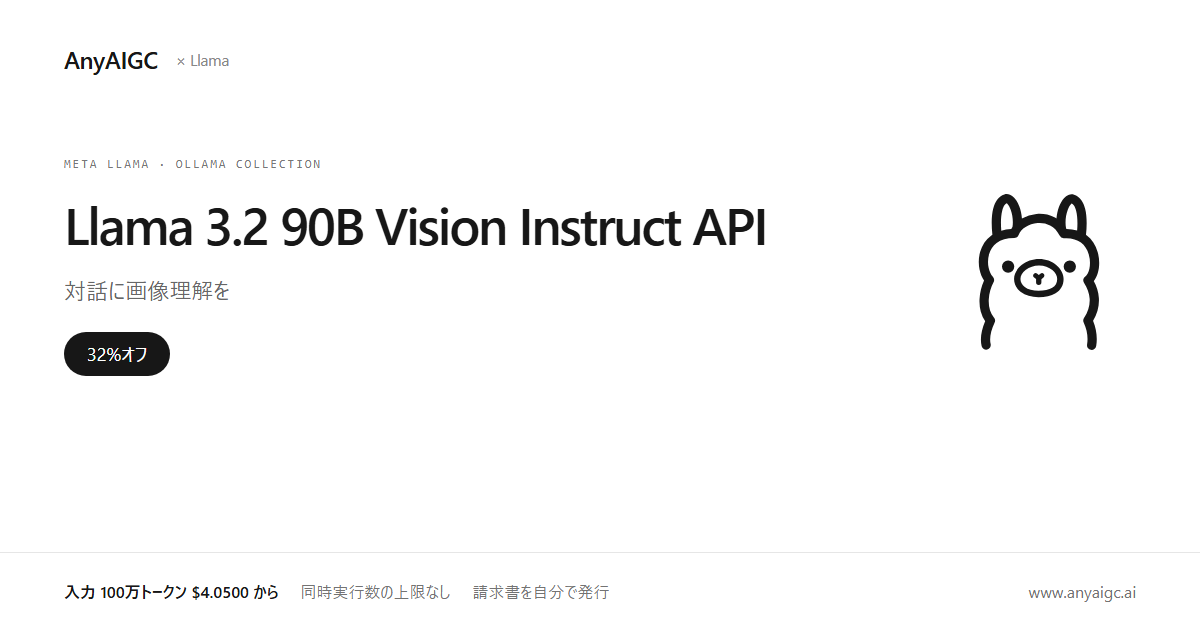 AnyAIGC × Llama
META LLAMA · OLLAMA COLLECTION
Llama 3.2 90B Vision Instruct API
対話に画像理解を
32%オフ
入力 100万トークン $4.0500 から 同時実行数の上限なし 請求書を自分で発行 www.anyaigc.ai